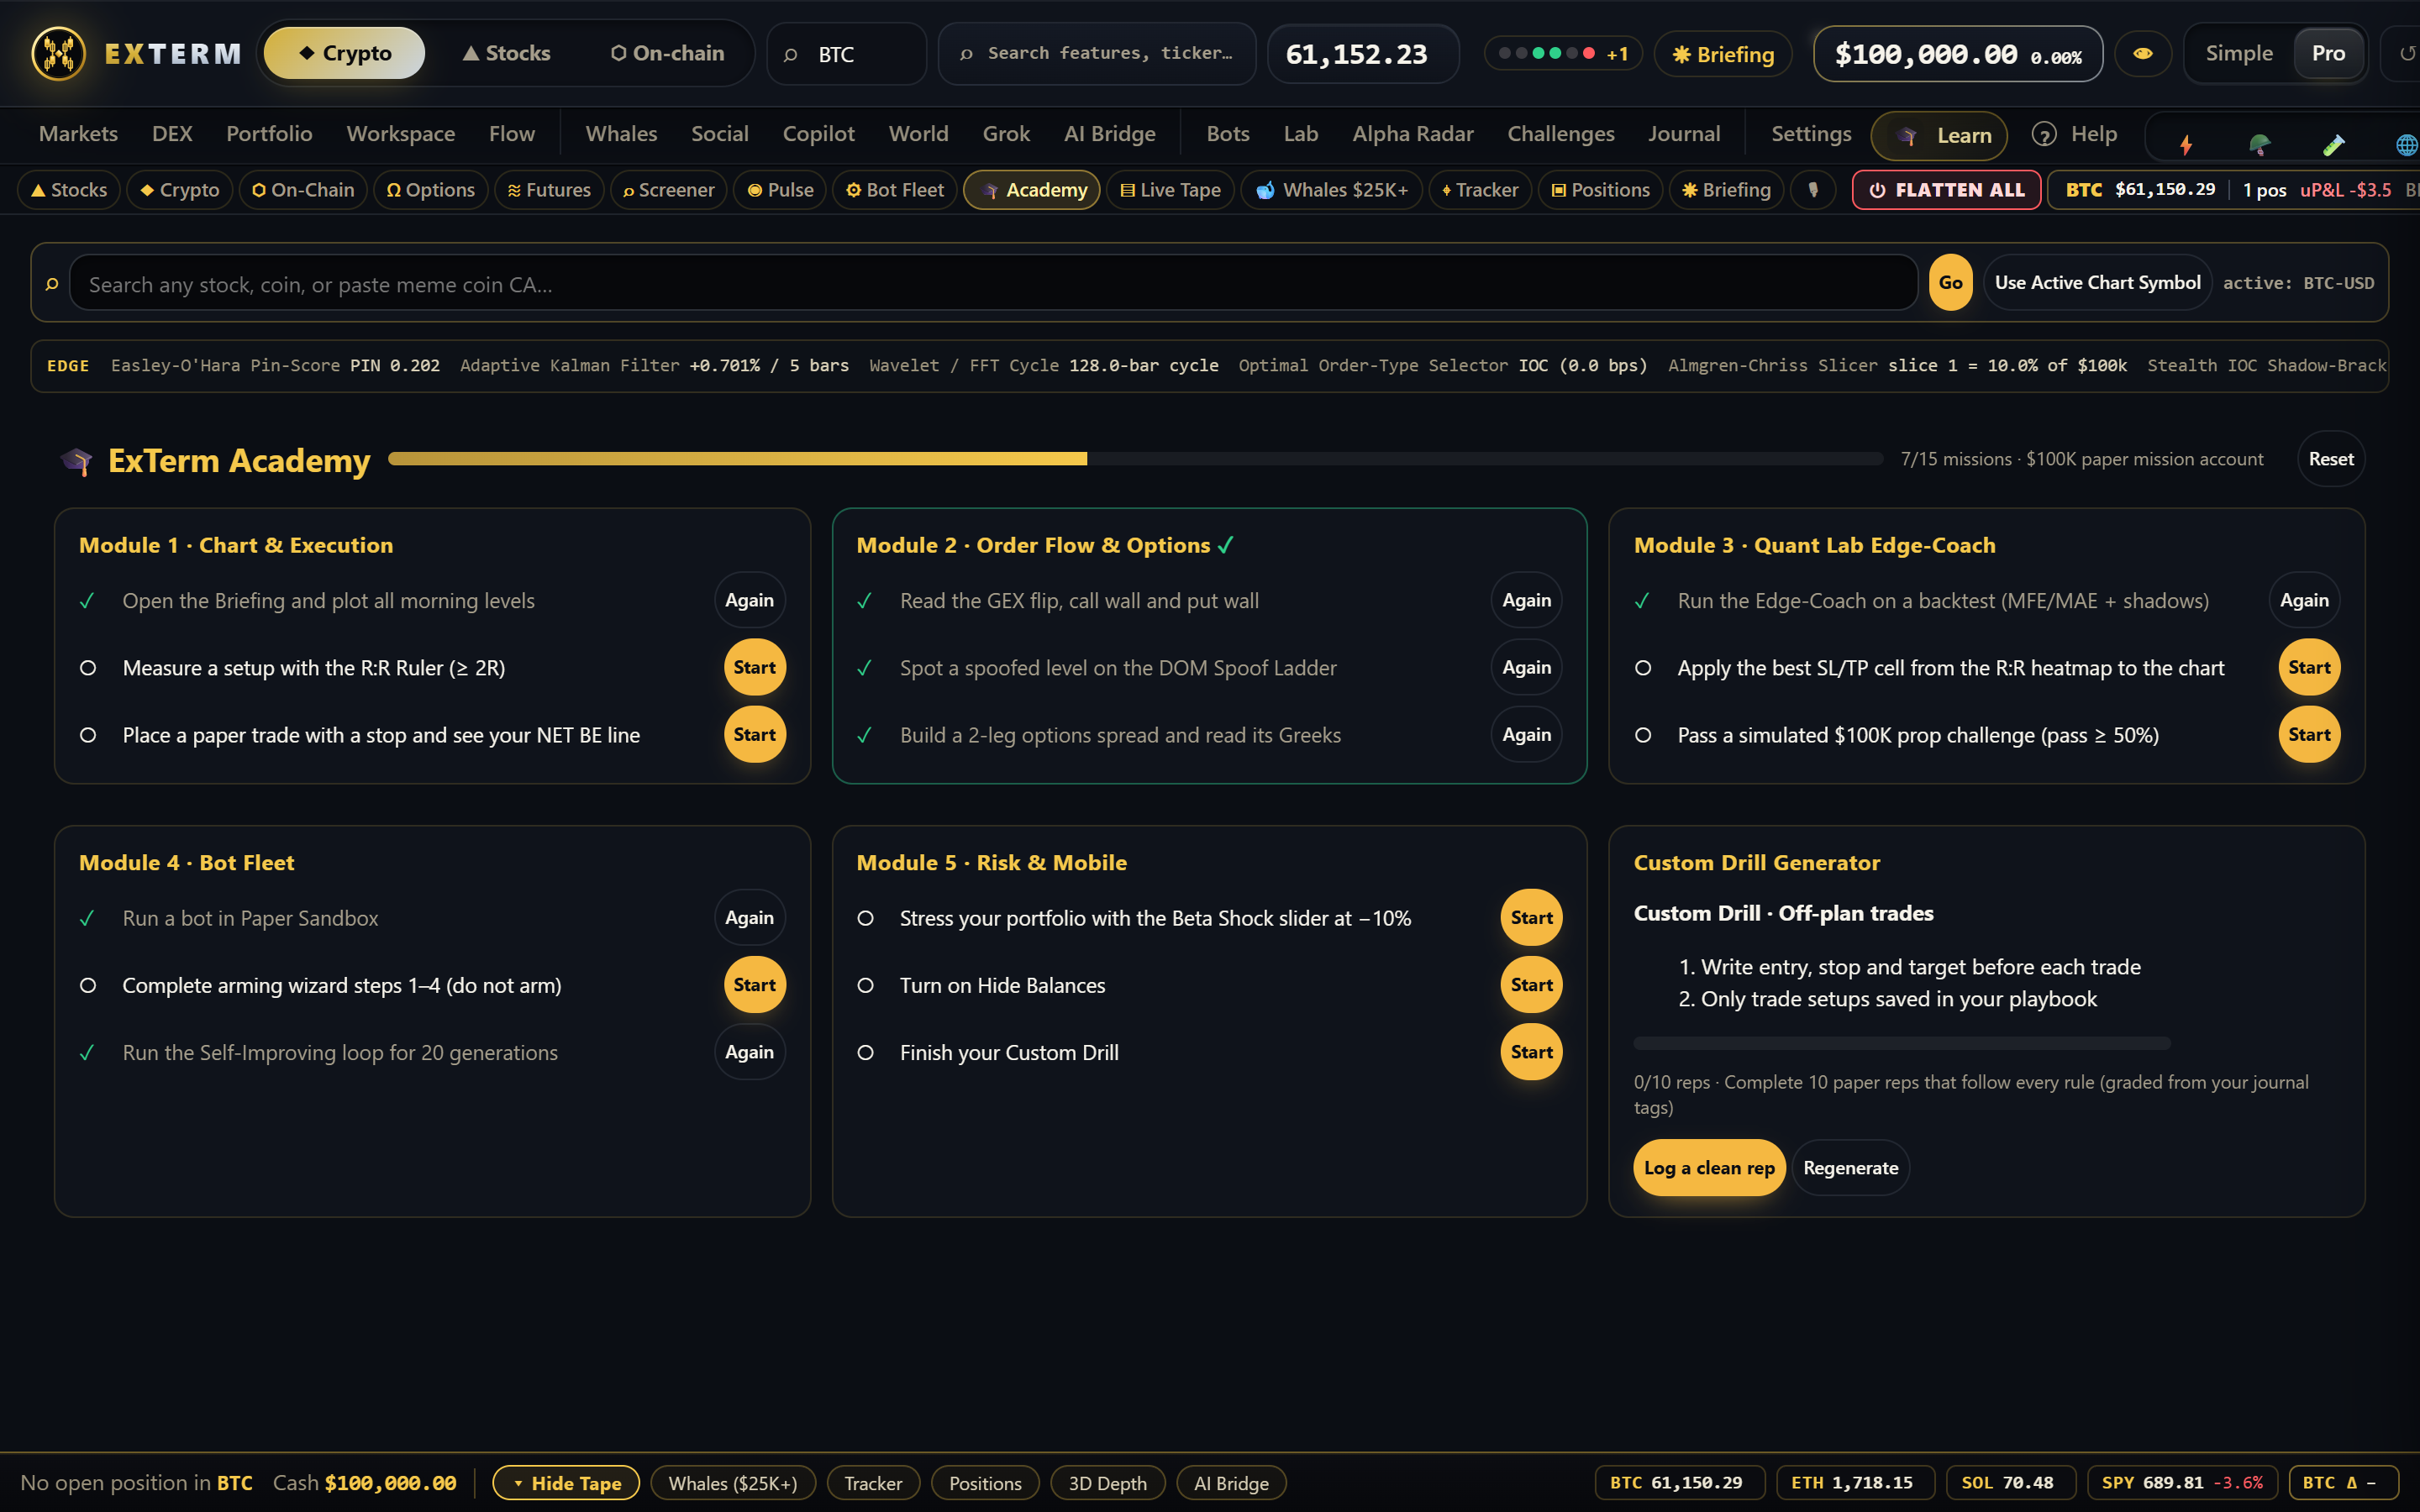 EXTERM Crypto Stocks On-chain BTC Search features, ticker… 61,152.23 +1 Briefing $100,000.00 0.00% Simple Pro
Markets DEX Portfolio Workspace Flow Whales Social Copilot World Grok AI Bridge Bots Lab Alpha Radar Challenges Journal Settings Learn ? Help
Stocks Crypto On-Chain Options Futures Screener Pulse Bot Fleet Academy Live Tape Whales $25K+ Tracker Positions Briefing FLATTEN ALL BTC $61,150.29 1 pos uP&L -$3.5
Search any stock, coin, or paste meme coin CA... Go Use Active Chart Symbol active: BTC-USD
EDGE Easley-O'Hara Pin-Score PIN 0.202 Adaptive Kalman Filter +0.701% / 5 bars Wavelet / FFT Cycle 128.0-bar cycle Optimal Order-Type Selector IOC (0.0 bps) Almgren-Chriss Slicer slice 1 = 10.0% of $100k Stealth IOC Shadow-Brack
ExTerm Academy 7/15 missions · $100K paper mission account Reset
Module 1 · Chart & Execution
✓ Open the Briefing and plot all morning levels Again
Measure a setup with the R:R Ruler (≥ 2R) Start
Place a paper trade with a stop and see your NET BE line Start
Module 2 · Order Flow & Options ✓
✓ Read the GEX flip, call wall and put wall Again
✓ Spot a spoofed level on the DOM Spoof Ladder Again
✓ Build a 2-leg options spread and read its Greeks Again
Module 3 · Quant Lab Edge-Coach
✓ Run the Edge-Coach on a backtest (MFE/MAE + shadows) Again
Apply the best SL/TP cell from the R:R heatmap to the chart Start
Pass a simulated $100K prop challenge (pass ≥ 50%) Start
Module 4 · Bot Fleet
✓ Run a bot in Paper Sandbox Again
Complete arming wizard steps 1–4 (do not arm) Start
✓ Run the Self-Improving loop for 20 generations Again
Module 5 · Risk & Mobile
Stress your portfolio with the Beta Shock slider at −10% Start
Turn on Hide Balances Start
Finish your Custom Drill Start
Custom Drill Generator
Custom Drill · Off-plan trades
1. Write entry, stop and target before each trade
2. Only trade setups saved in your playbook
0/10 reps · Complete 10 paper reps that follow every rule (graded from your journal
tags)
Log a clean rep Regenerate
No open position in BTC Cash $100,000.00 Hide Tape Whales ($25K+) Tracker Positions 3D Depth AI Bridge BTC 61,150.29 ETH 1,718.15 SOL 70.48 SPY 689.81 -3.6% BTC Δ –